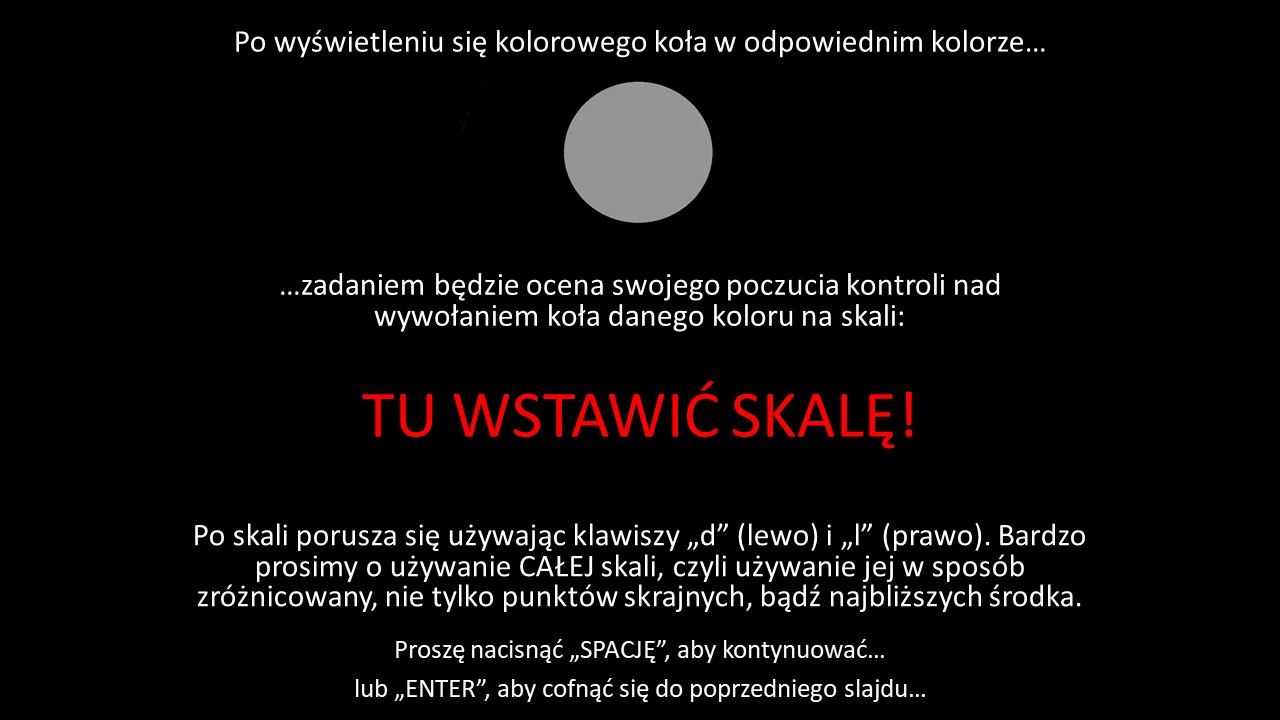 Po wyświetleniu się kolorowego koła w odpowiednim kolorze...
...zadaniem będzie ocena swojego poczucia kontroli nad
wywołaniem koła danego koloru na skali:
TU WSTAWIĆ SKALĘ!
Po skali porusza się używając klawiszy „d” (lewo) i „l” (prawo). Bardzo
prosimy o używanie CAŁEJ skali, czyli używanie jej w sposób
zróżnicowany, nie tylko punktów skrajnych, bądź najbliższych środka.
Proszę nacisnąć „SPACJĘ”, aby kontynuować...
lub „ENTER”, aby cofnąć się do poprzedniego slajdu...